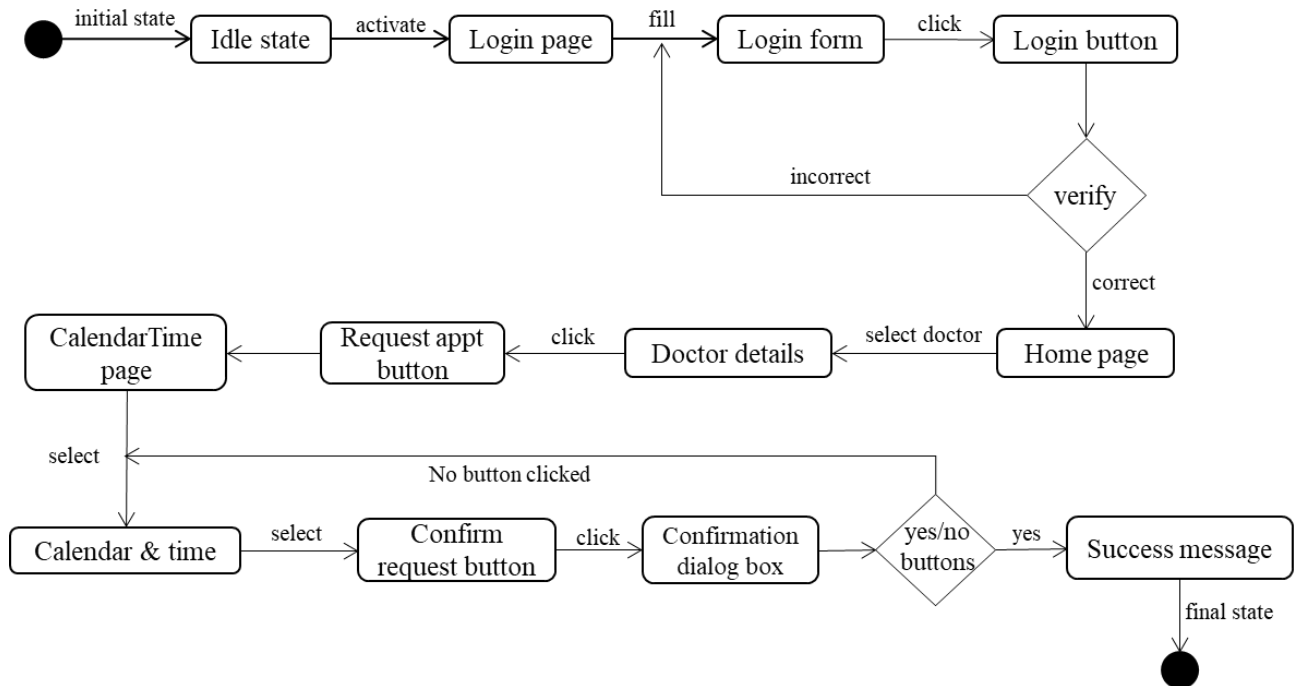 initial state
Idle state
activate
Login page
fill
Login form
click
Login button
incorrect
verify
correct
CalendarTime
page
Request appt
button
click
Doctor details
select doctor
Home page
select
No button clicked
Calendar & time
select
Confirm
request button
click
Confirmation
dialog box
yes/no
buttons
yes
Success message
final state